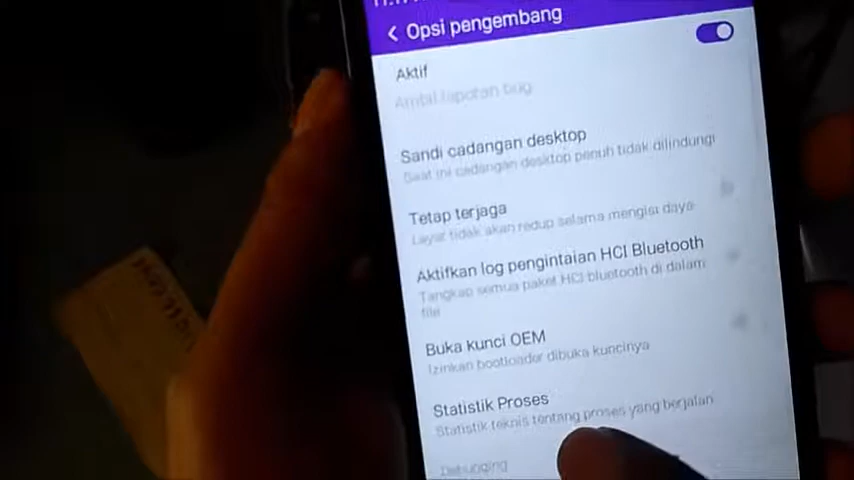 Opsi pengembang
Aktif
Ambil laporan bug
Sandi cadangan desktop
Saat ini cadangan desktop penuh tidak dilindungi
Tetap terjaga
Layar tidak akan redup selama mengisi daya
Aktifkan log pengintaian HCI Bluetooth
Tangkap semua paket HCI bluetooth di dalam
file
Buka kunci OEM
Izinkan bootloader dibuka kuncinya
Statistik Proses
Statistik teknis tentang proses yang berjalan
Debugging